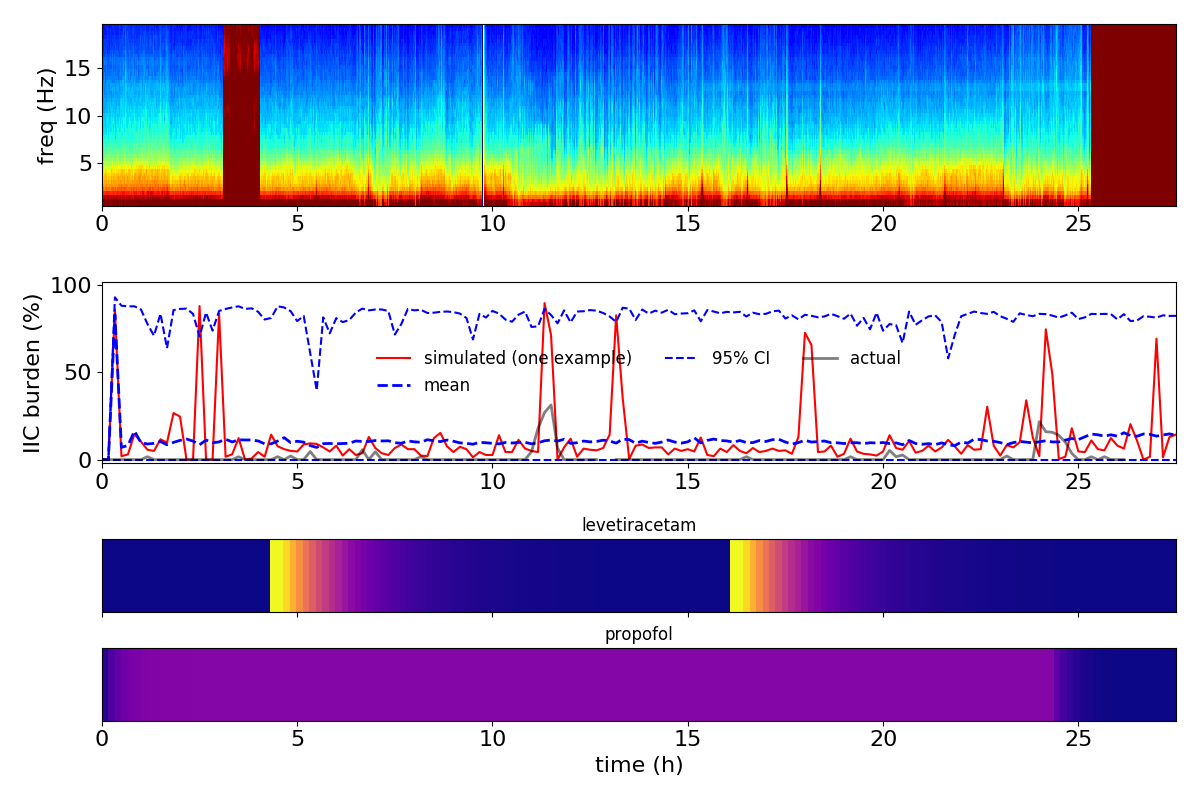 freq (Hz)
15
10
5
0 5 10 15 20 25
IIC burden (%)
100
50
0
simulated (one example) 95% CI actual
mean
0 5 10 15 20 25
levetiracetam
propofol
0 5 10 15 20 25
time (h)